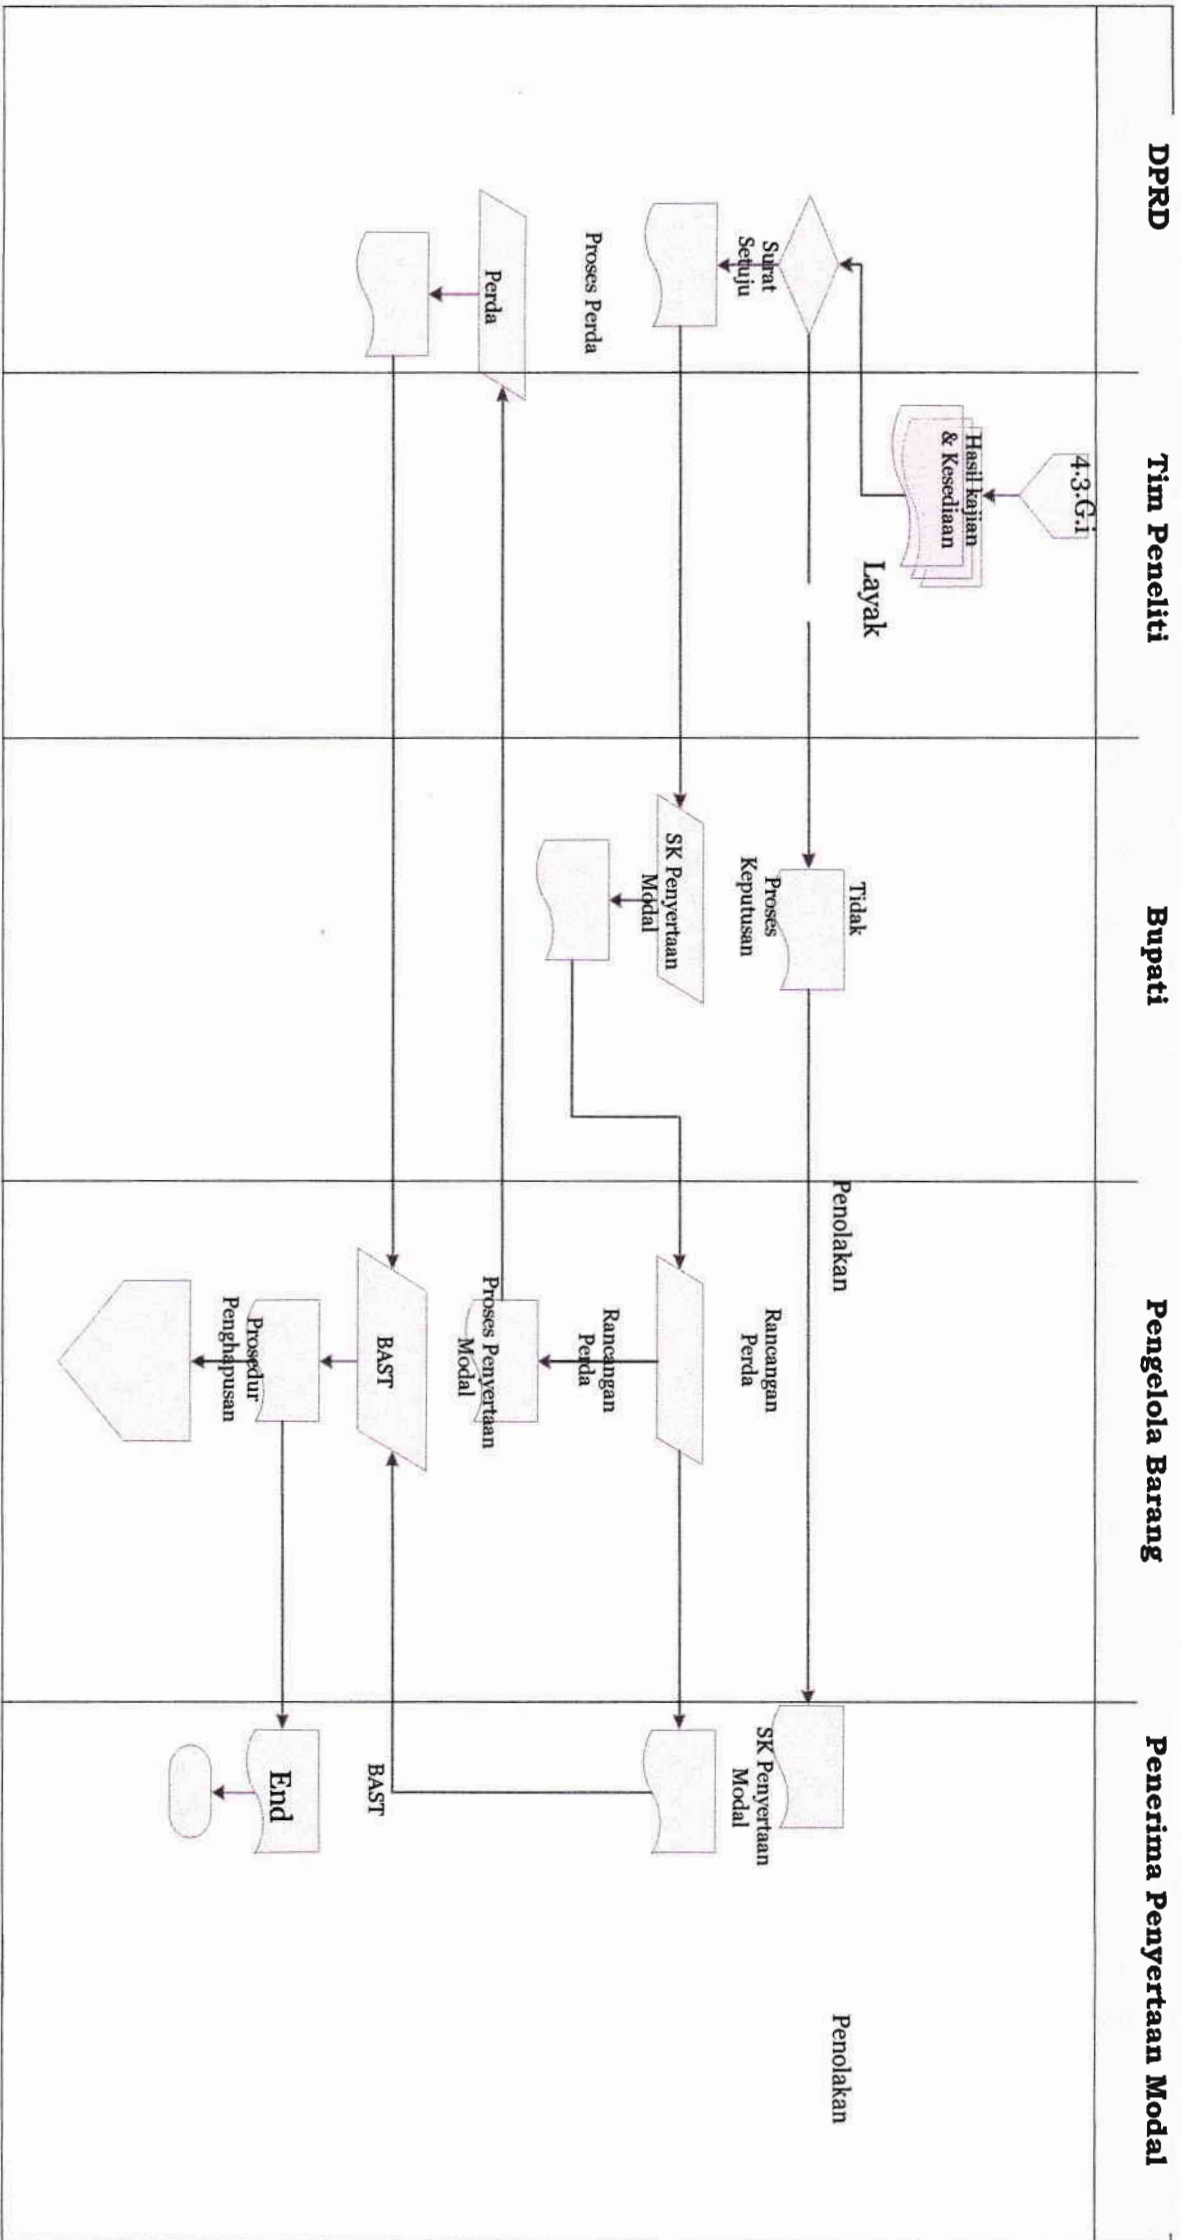 DPRD
Tim Peneliti
Bupati
Pengelola Barang
Penerima Penyertaan Modal
4.3.G.i
Hasil kajian
& Kesediaan
Layak
Tidak
Penolakan
Penolakan
Surat
Setuju
Proses
Keputusan
Rancangan
Perda
SK Penyertaan
Modal
SK Penyertaan
Modal
Proses Perda
Rancangan
Perda
Perda
Proses Penyertaan
Modal
BAST
BAST
Prosedur
Penghapusan
End